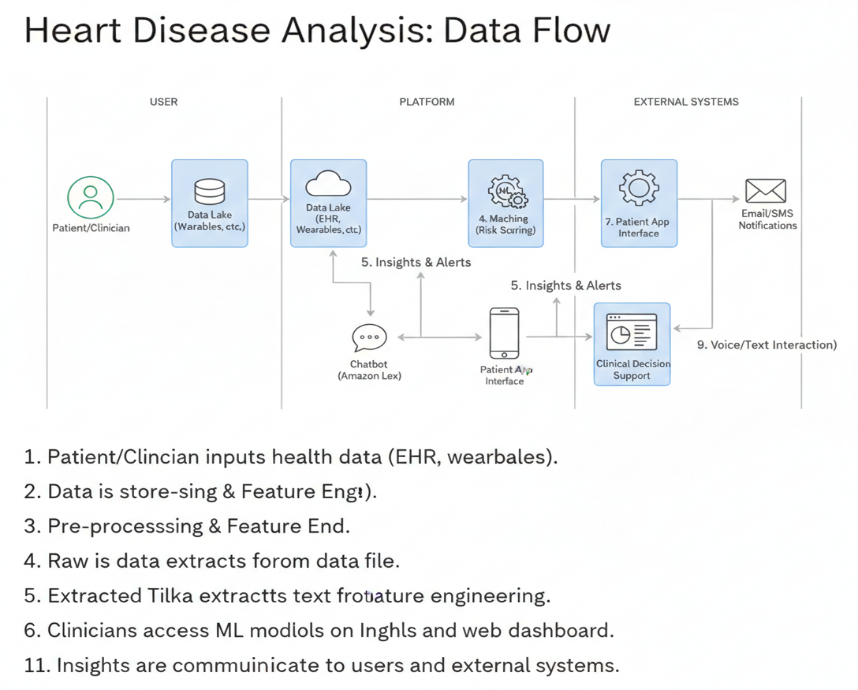 Heart Disease Analysis: Data Flow
USER
PLATFORM
EXTERNAL SYSTEMS
Patient/Clinician
Data Lake
(Warables, ctc,)
Data Lake
(EHR,
Wearables, ctc.)
ML
4. Maching
(Risk Scrring)
7. Patient App
Interface
Email/SMS
Notifications
5. Insights & Alerts
5. Insights & Alerts
Chatbot
(Amazon Lex)
Patient App
Interface
Clinical Decision
Support
9. Voice/Text Interaction)
1. Patient/Clincian inputs health data (EHR, wearbales).
2. Data is store-sing & Feature Engt).
3. Pre-processsing & Feature End.
4. Raw is data extracts forom data file.
5. Extracted Tilka extractts text frotature engineering.
6. Clinicians access ML modlols on Inghls and web dashboard.
11. Insights are commuinicate to users and external systems.